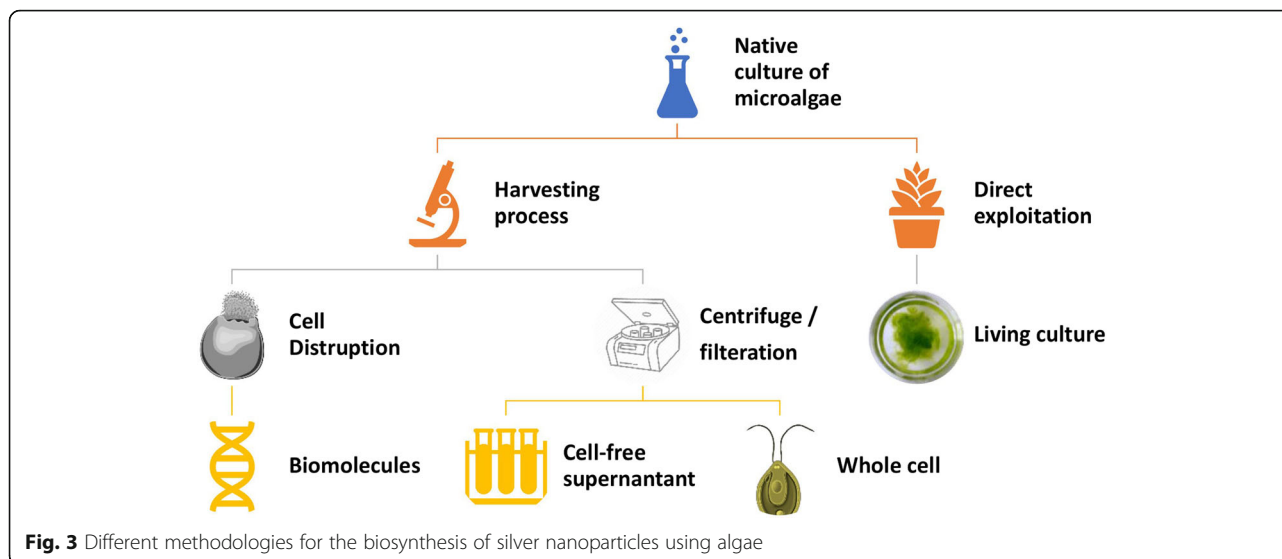 Native
culture of
microalgae
Harvesting
process
Direct
exploitation
Cell
Distruption
Centrifuge /
filteration
Living culture
Biomolecules
Cell-free
supernantant
Whole cell
Fig. 3 Different methodologies for the biosynthesis of silver nanoparticles using algae